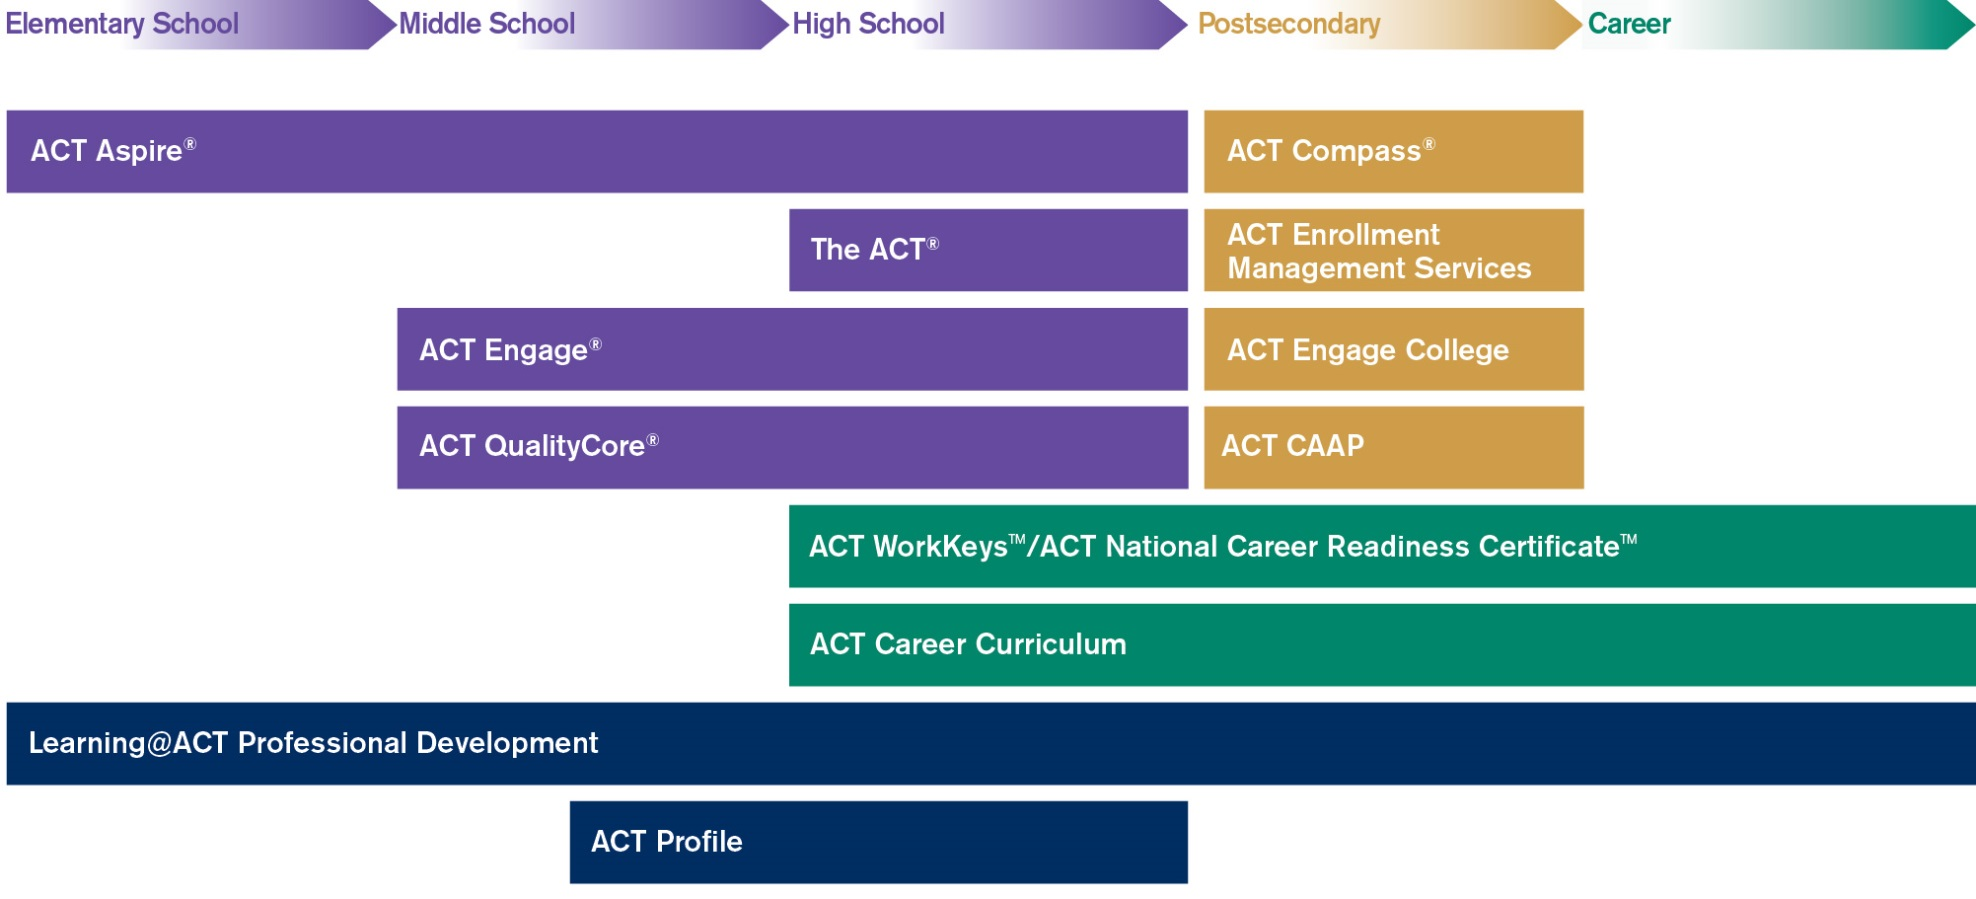 Elementary School
Middle School
High School
Postsecondary
Career
ACT Aspire®
ACT Compass®
The ACT®
ACT Enrollment
Management Services
ACT Engage®
ACT Engage College
ACT QualityCore®
ACT CAAP
ACT WorkKeys™/ACT National Career Readiness Certificate™
ACT Career Curriculum
Learning@ACT Professional Development
ACT Profile